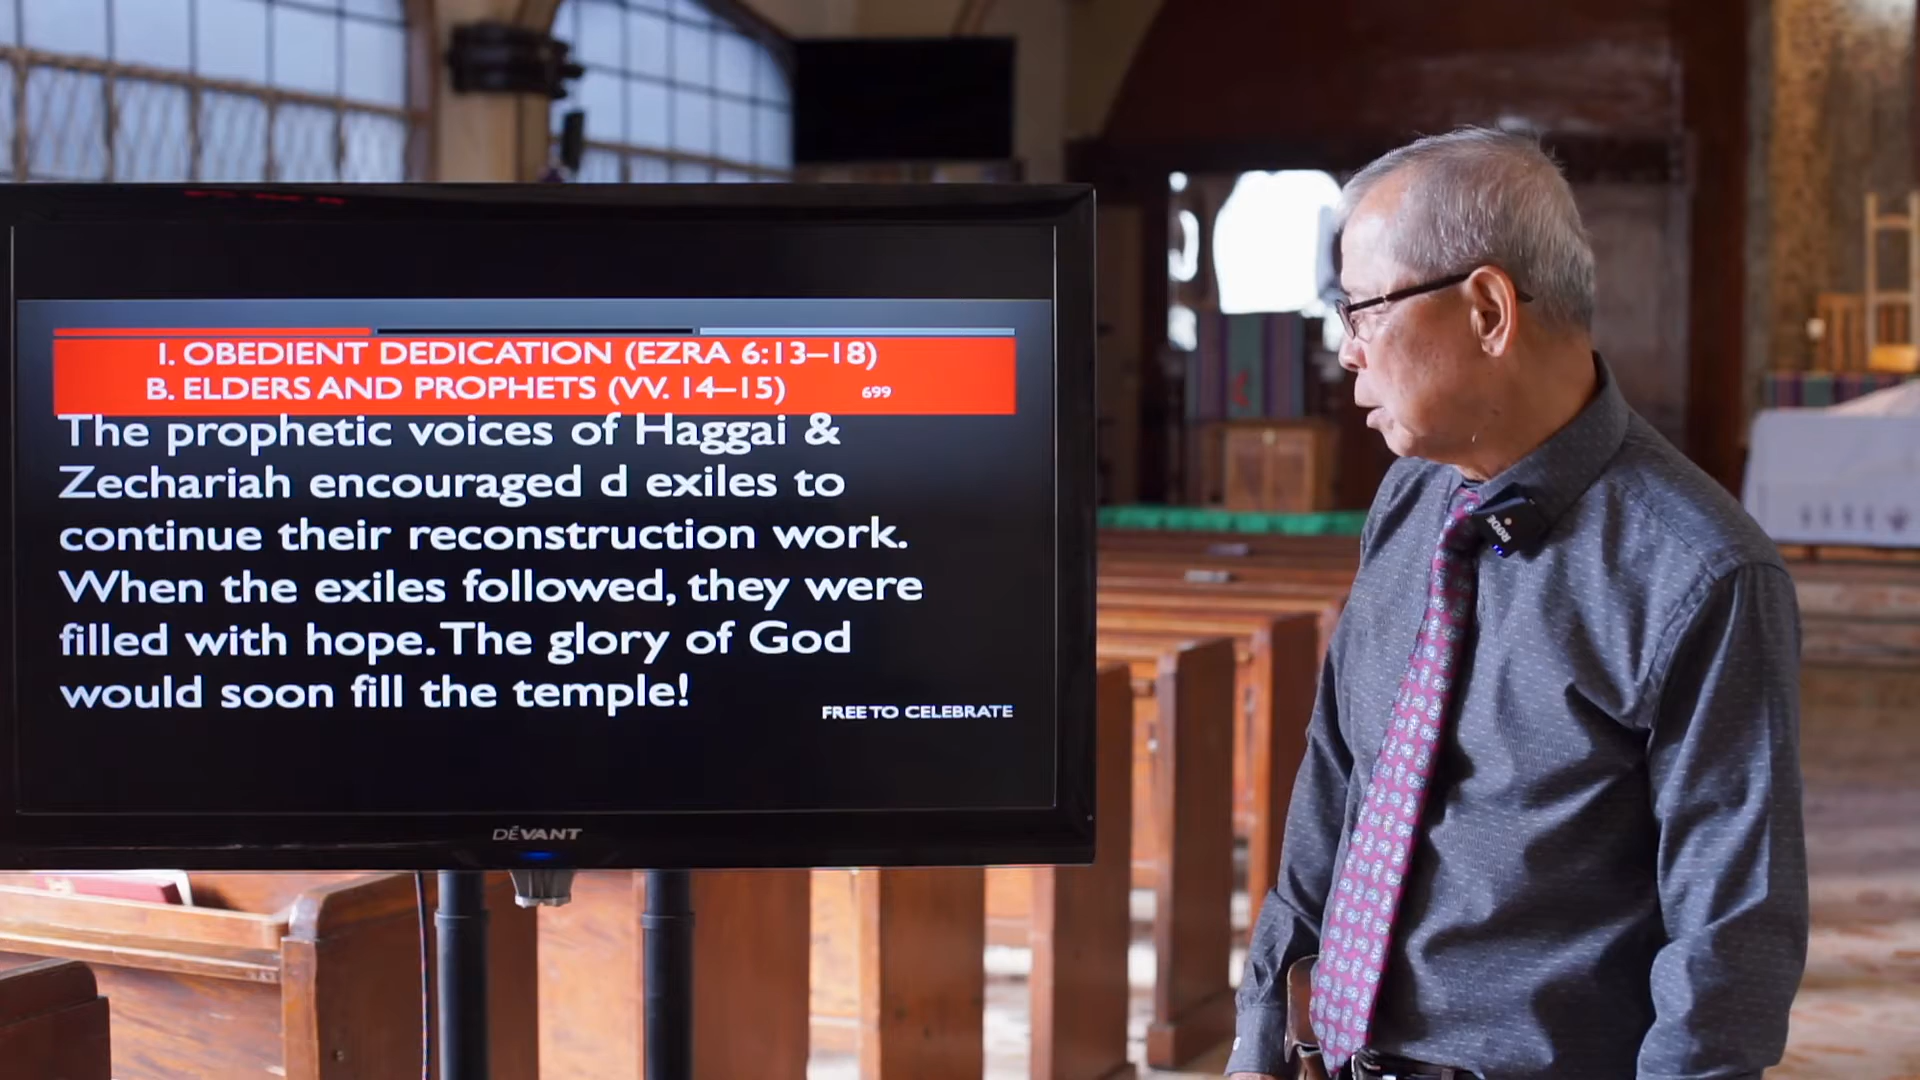 I. OBEDIENT DEDICATION (EZRA 6:13–18)
B. ELDERS AND PROPHETS (VV. 14–15) 699
The prophetic voices of Haggai &
Zechariah encouraged d exiles to
continue their reconstruction work.
When the exiles followed, they were
filled with hope. The glory of God
would soon fill the temple!
FREE TO CELEBRATE
DĒVANT
RODE